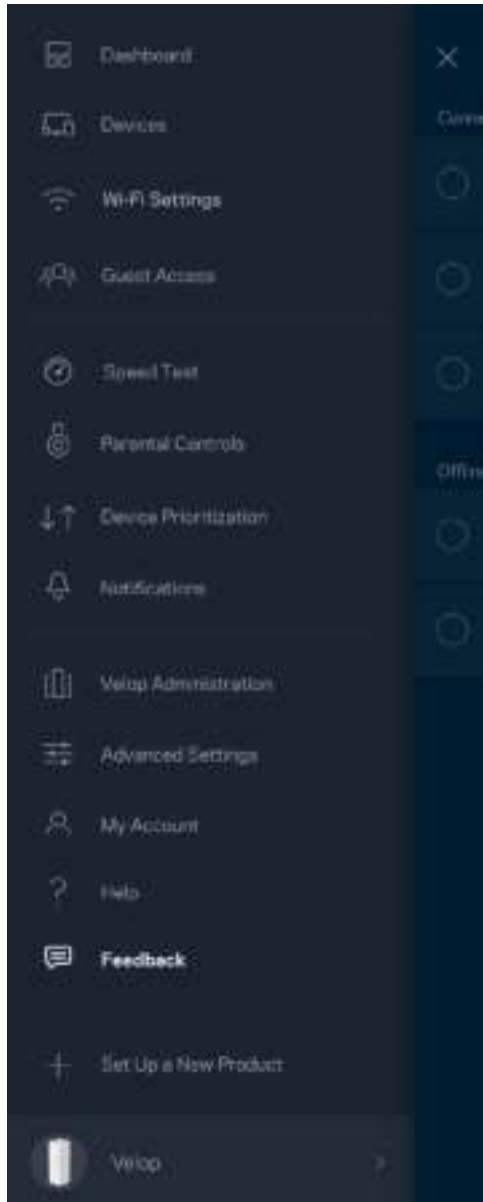 Dashboard
Devices
Wi-Fi Settings
Guest Access
Speed Test
Parental Controls
Device Prioritization
Notifications
Velop Administration
Advanced Settings
My Account
Help
Feedback
Set Up a New Product
Velop